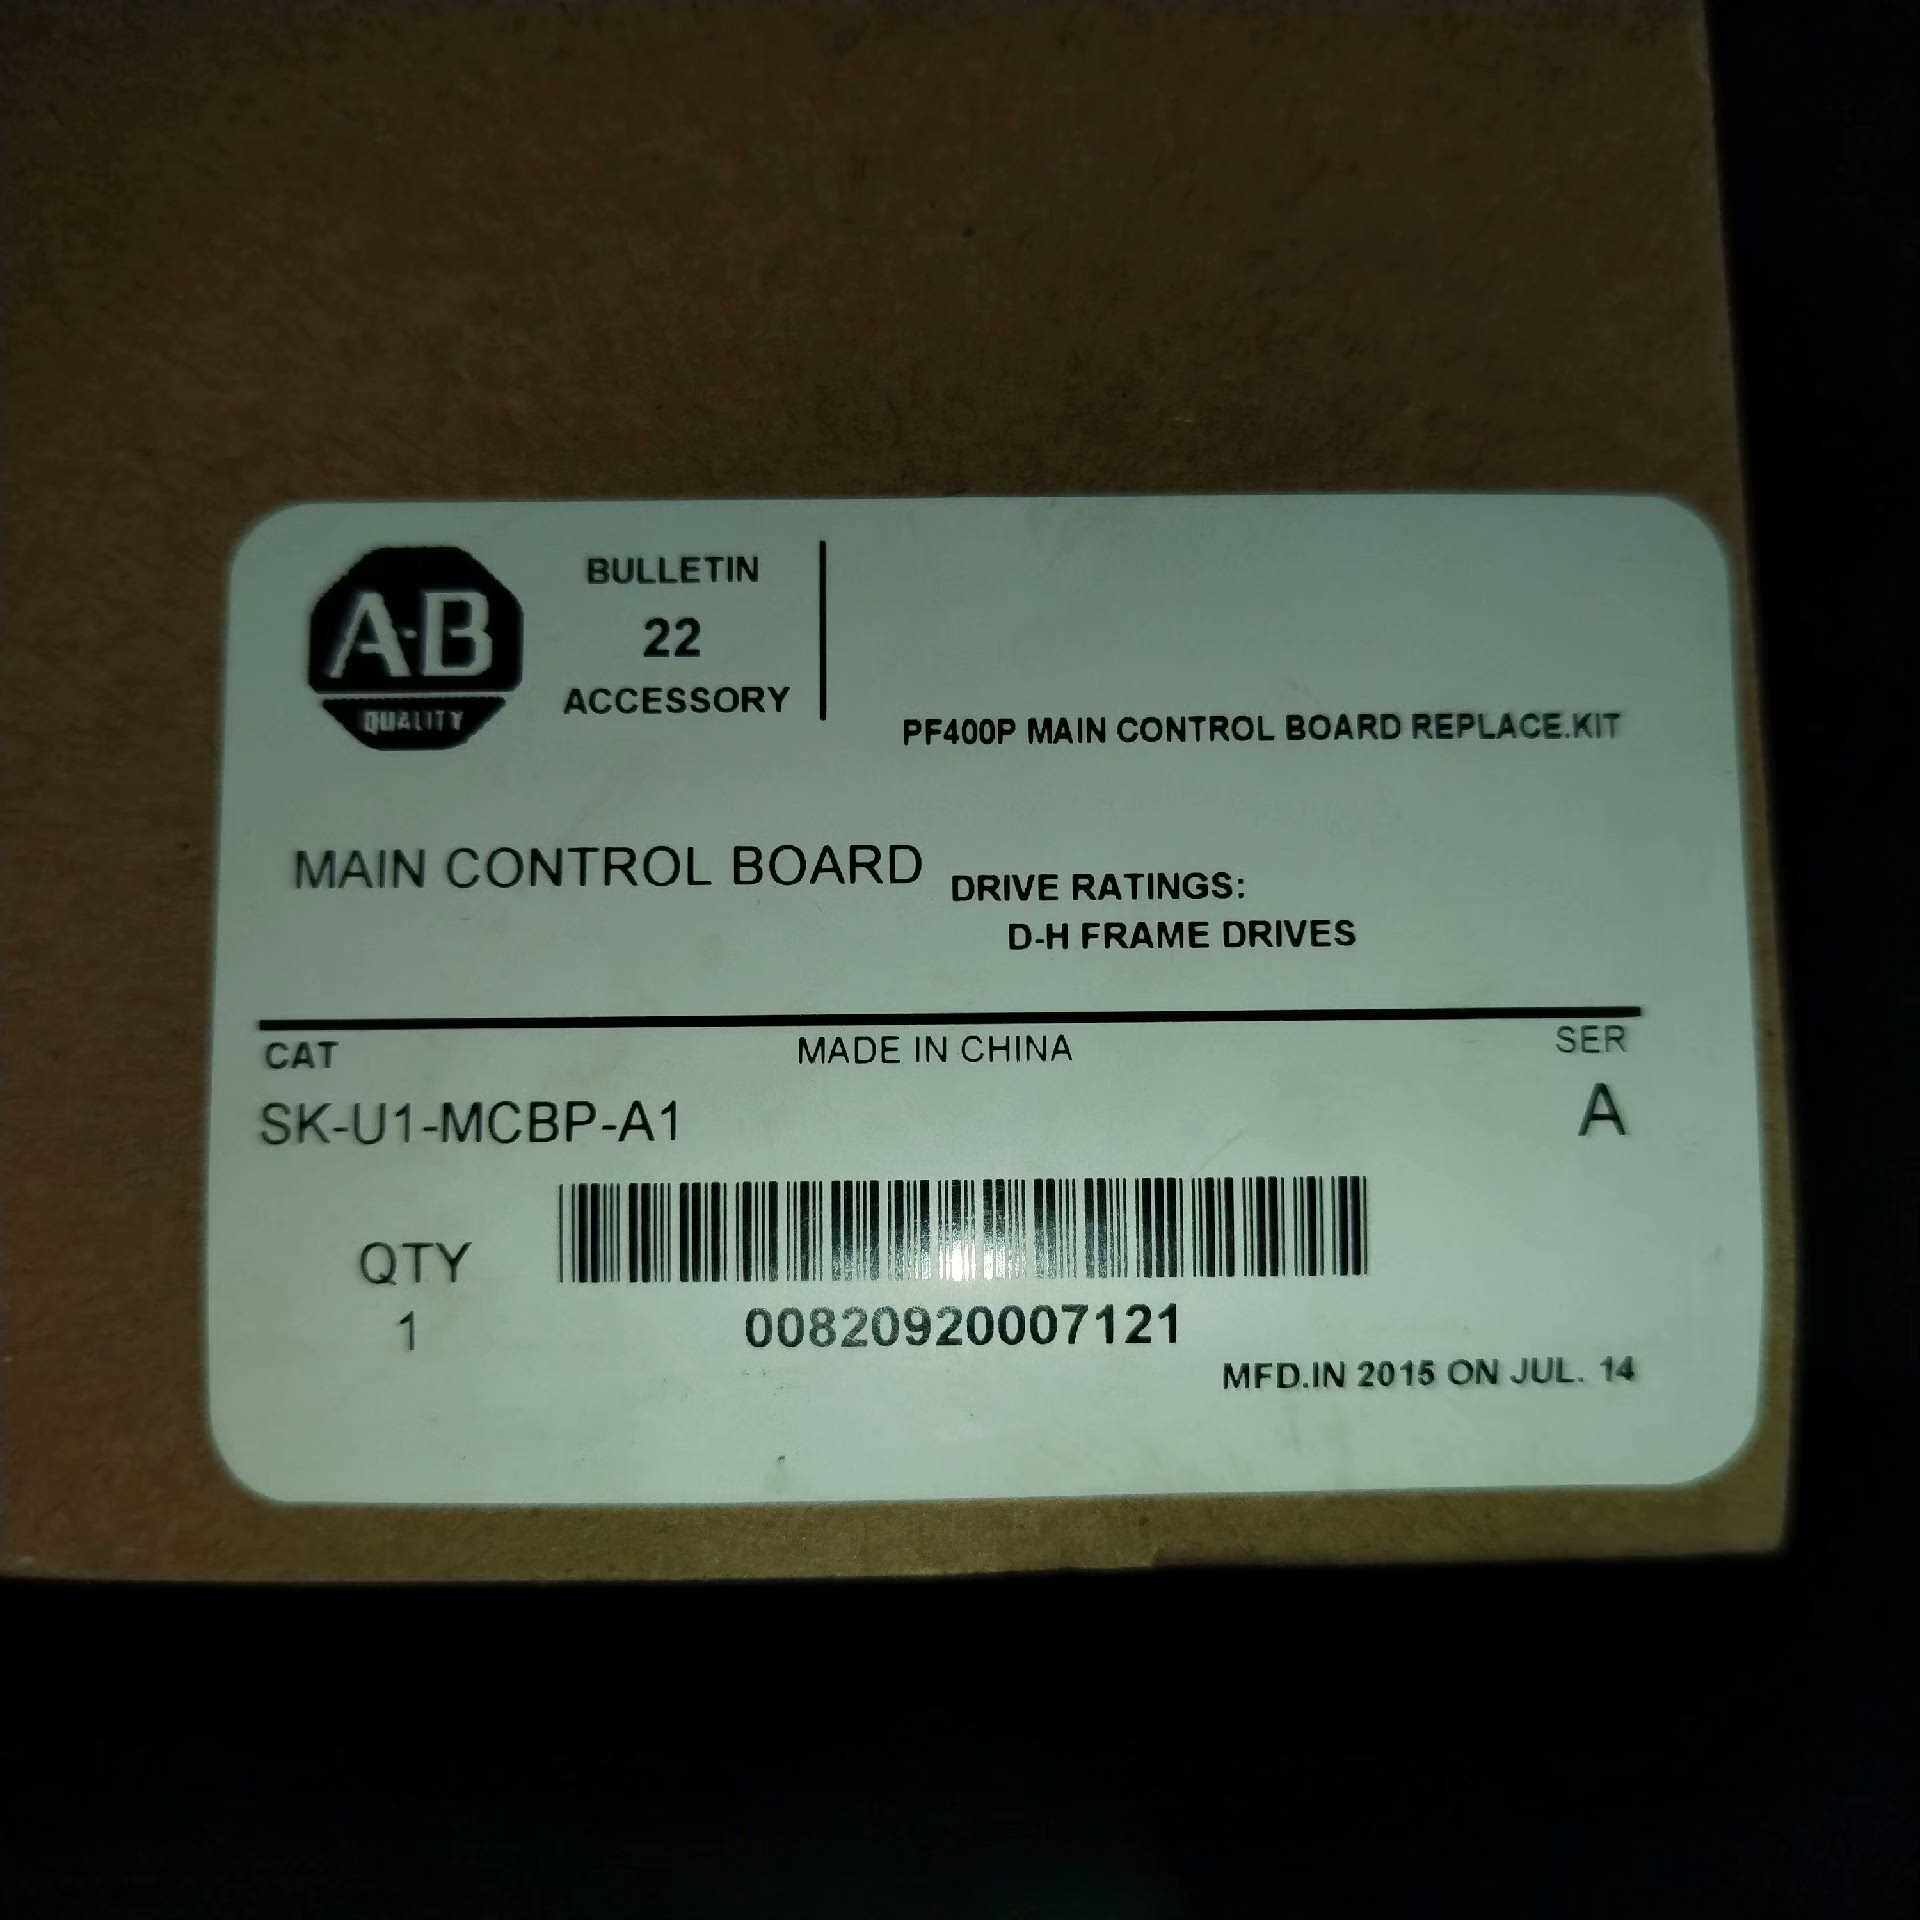 A-B
QUALITY
BULLETIN
22
ACCESSORY
PF400P MAIN CONTROL BOARD REPLACE.KIT
MAIN CONTROL BOARD
DRIVE RATINGS:
D-H FRAME DRIVES
CAT
MADE IN CHINA
SER
SK-U1-MCBP-A1
A
QTY
1
00820920007121
MFD.IN 2015 ON JUL. 14